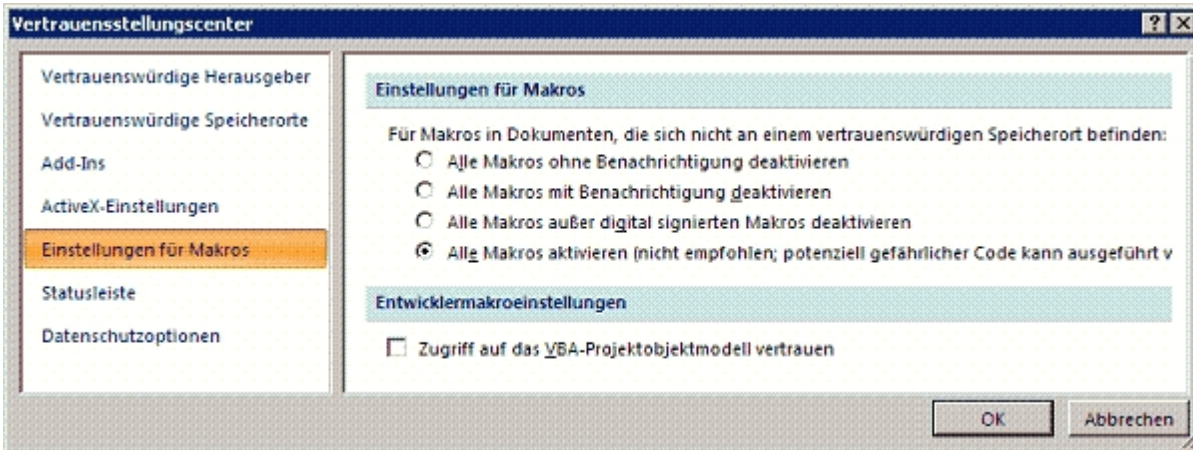 Vertrauensstellungscenter
Vertrauenswürdige Herausgeber
Vertrauenswürdige Speicherorte
Add-Ins
ActiveX-Einstellungen
Einstellungen für Makros
Statusleiste
Datenschutzoptionen
Einstellungen für Makros
Für Makros in Dokumenten, die sich nicht an einem vertrauenswürdigen Speicherort befinden:
Alle Makros ohne Benachrichtigung deaktivieren
Alle Makros mit Benachrichtigung deaktivieren
Alle Makros außer digital signierten Makros deaktivieren
Alle Makros aktivieren (nicht empfohlen; potenziell gefährlicher Code kann ausgeführt v
Entwicklermakroeinstellungen
Zugriff auf das VBA-Projektobjektmodell vertrauen
OK
Abbrechen